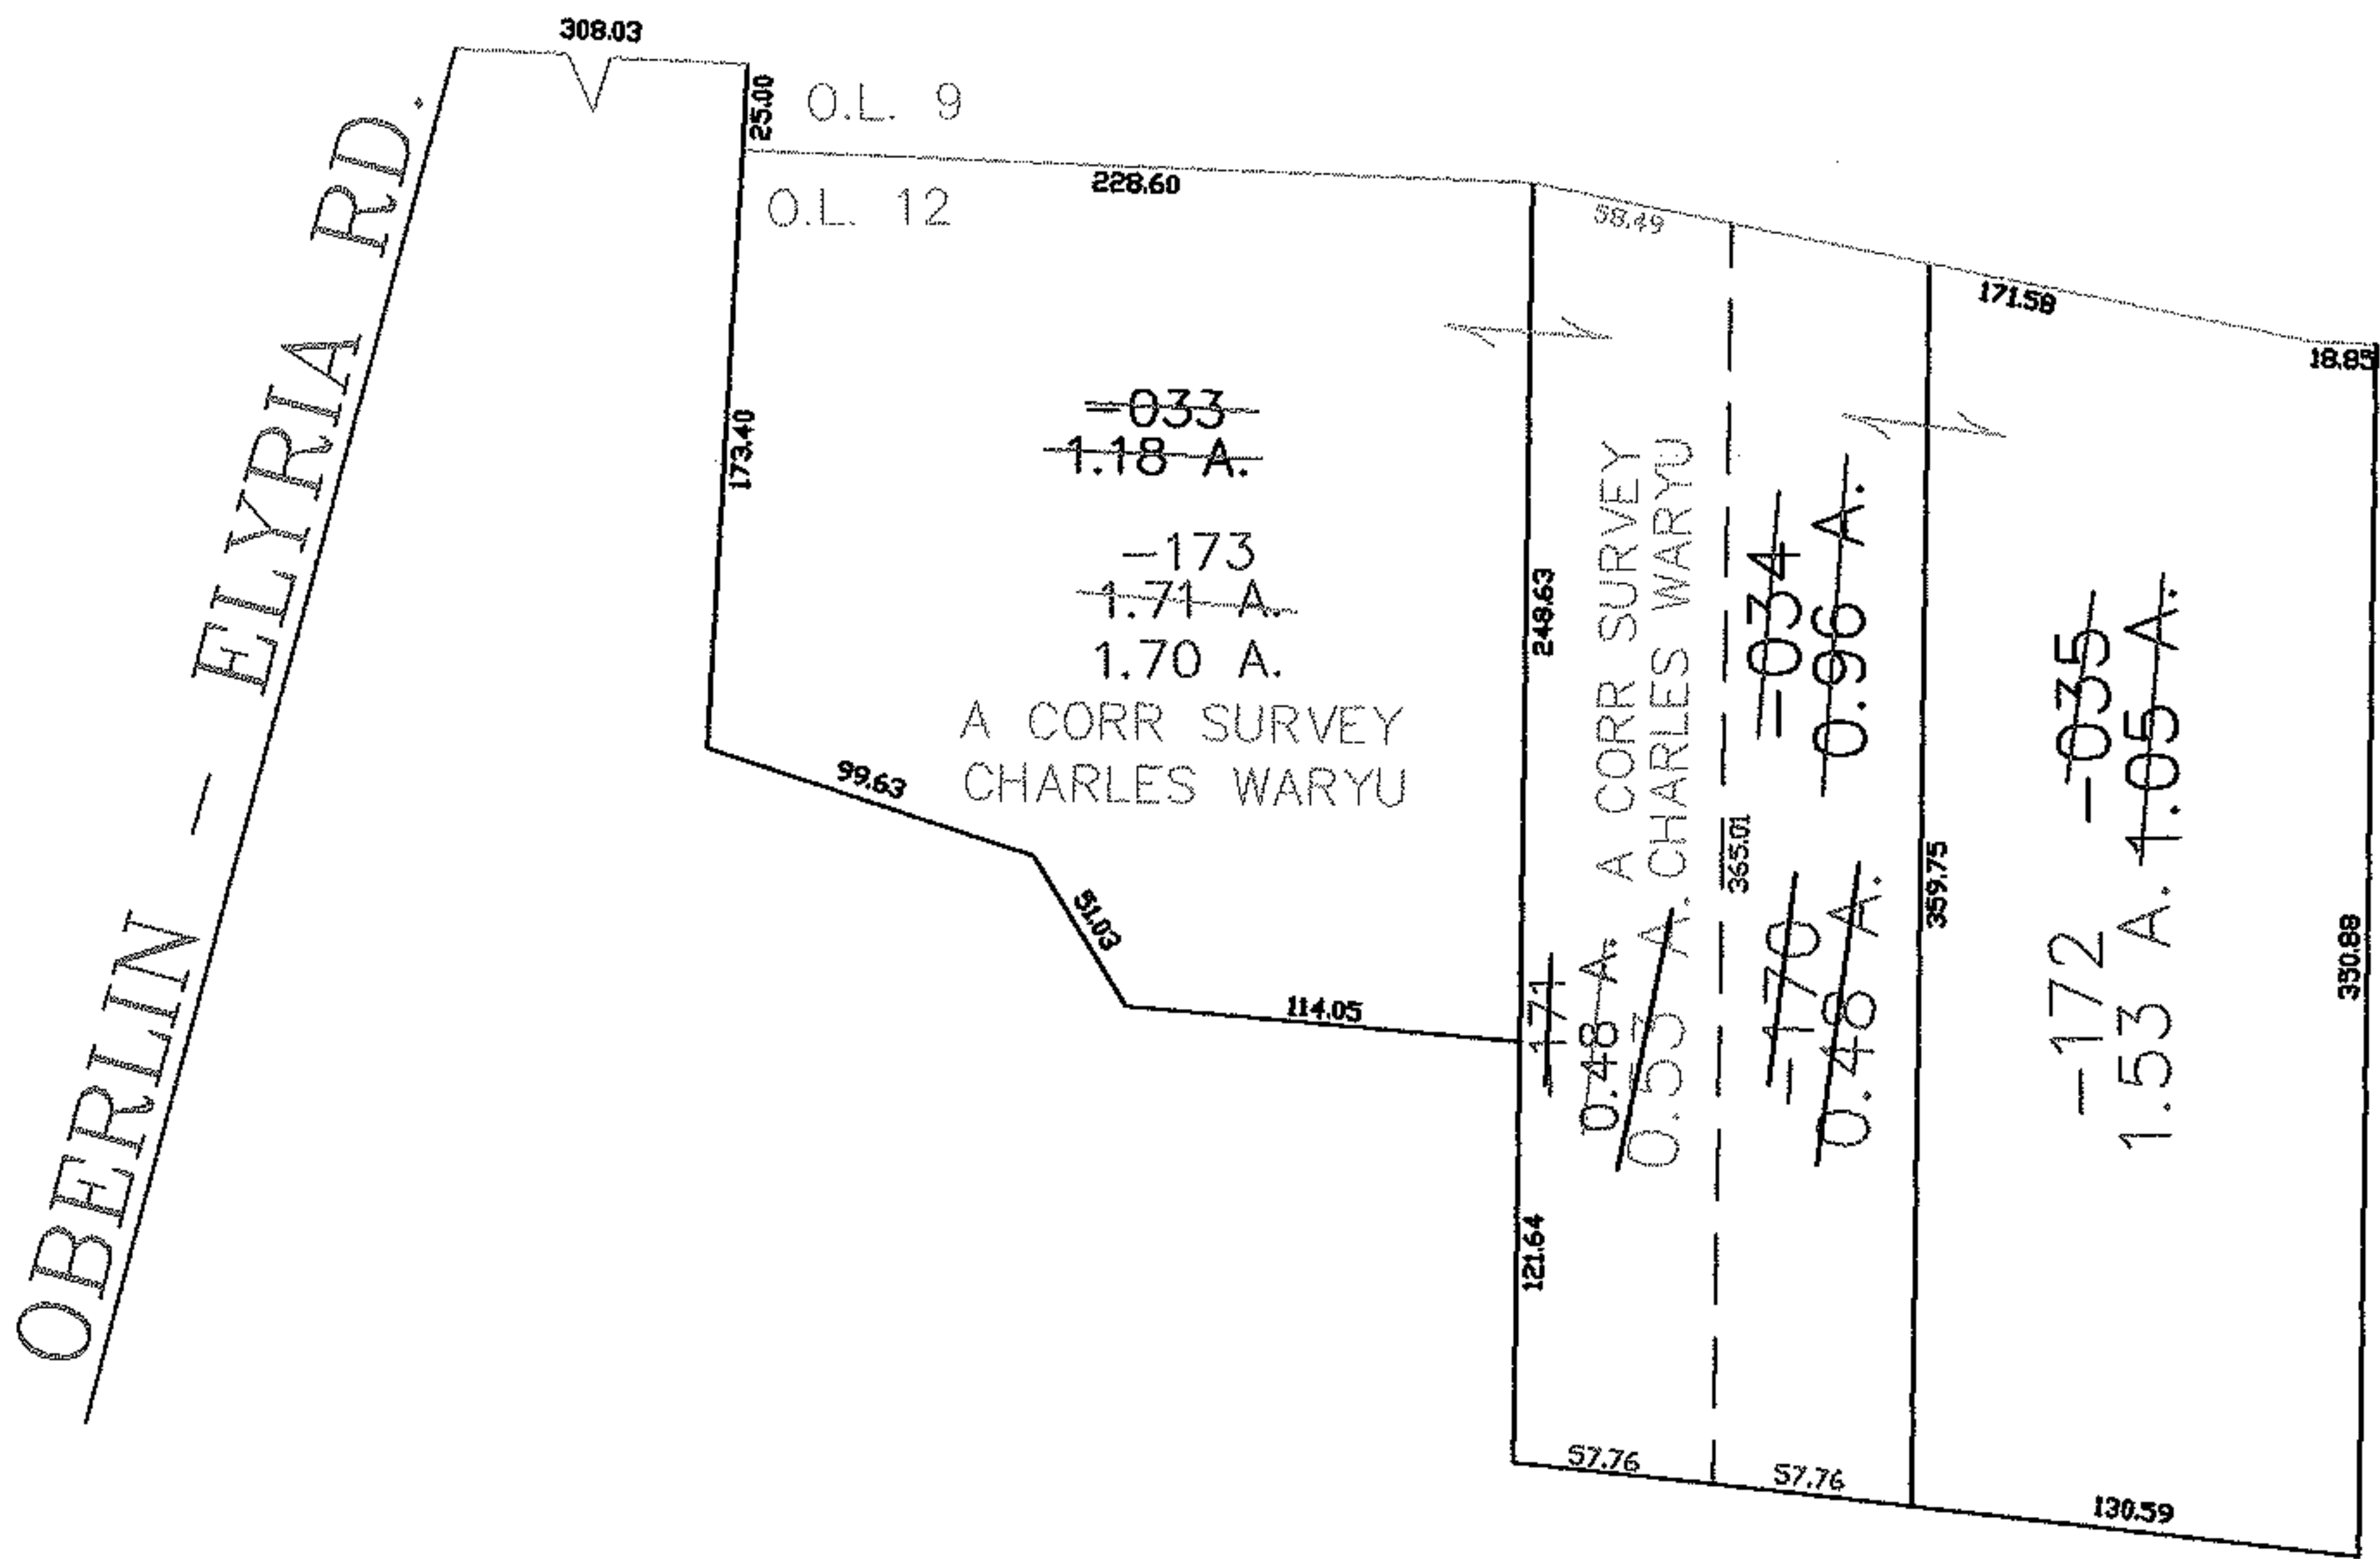 308.03
25.00
O.L. 9
228.60
O.L. 12
58.49
171.58
18.85
OBERLIN – ELYRIA RD.
173.40
-033
1.18 A.
-173
1.71 A.
1.70 A.
A CORR SURVEY
CHARLES WARYU
99.63
51.03
114.05
248.63
121.64
171
0.48 A.
A CORR SURVEY
0.53 A. CHARLES WARYU
365.01
-034
0.96 A.
-170
0.48 A.
359.75
-035
1.05 A.
-172
1.53 A.
350.88
57.76
57.76
130.59